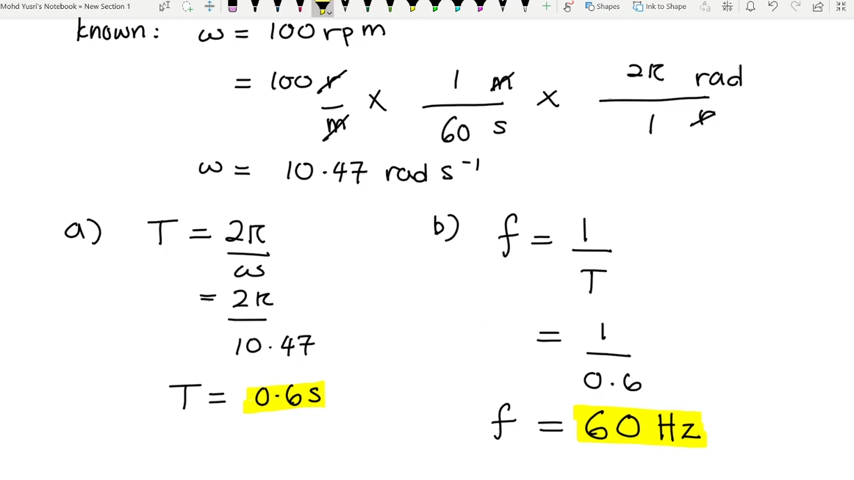 Mohd Yusri's Notebook » New Section 1
Shapes
Ink to Shape
known: ω = 100 rpm
= 100 r/m × 1 m/60 s × 2π rad/1 r
ω = 10.47 rad s⁻¹
a) T = 2π/ω
= 2π/10.47
T = 0.6 s
b) f = 1/T
= 1/0.6
f = 60 Hz